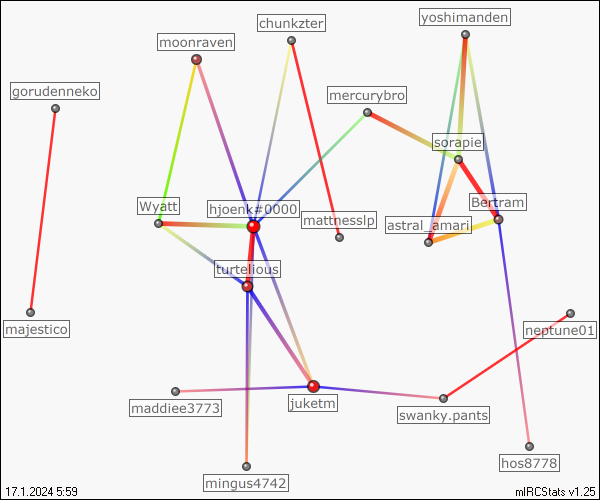 yoshimanden
chunkzter
moonraven
gorudenneko
mercurybro
sorapie
Wyatt
hjoenk#0000
Bertram
mattnesslp
astral_amari
turtelious
majestico
neptune01
juketm
maddiee3773
swanky.pants
hos8778
mingus4742
17.1.2024 5:59
mIRCStats v1.25